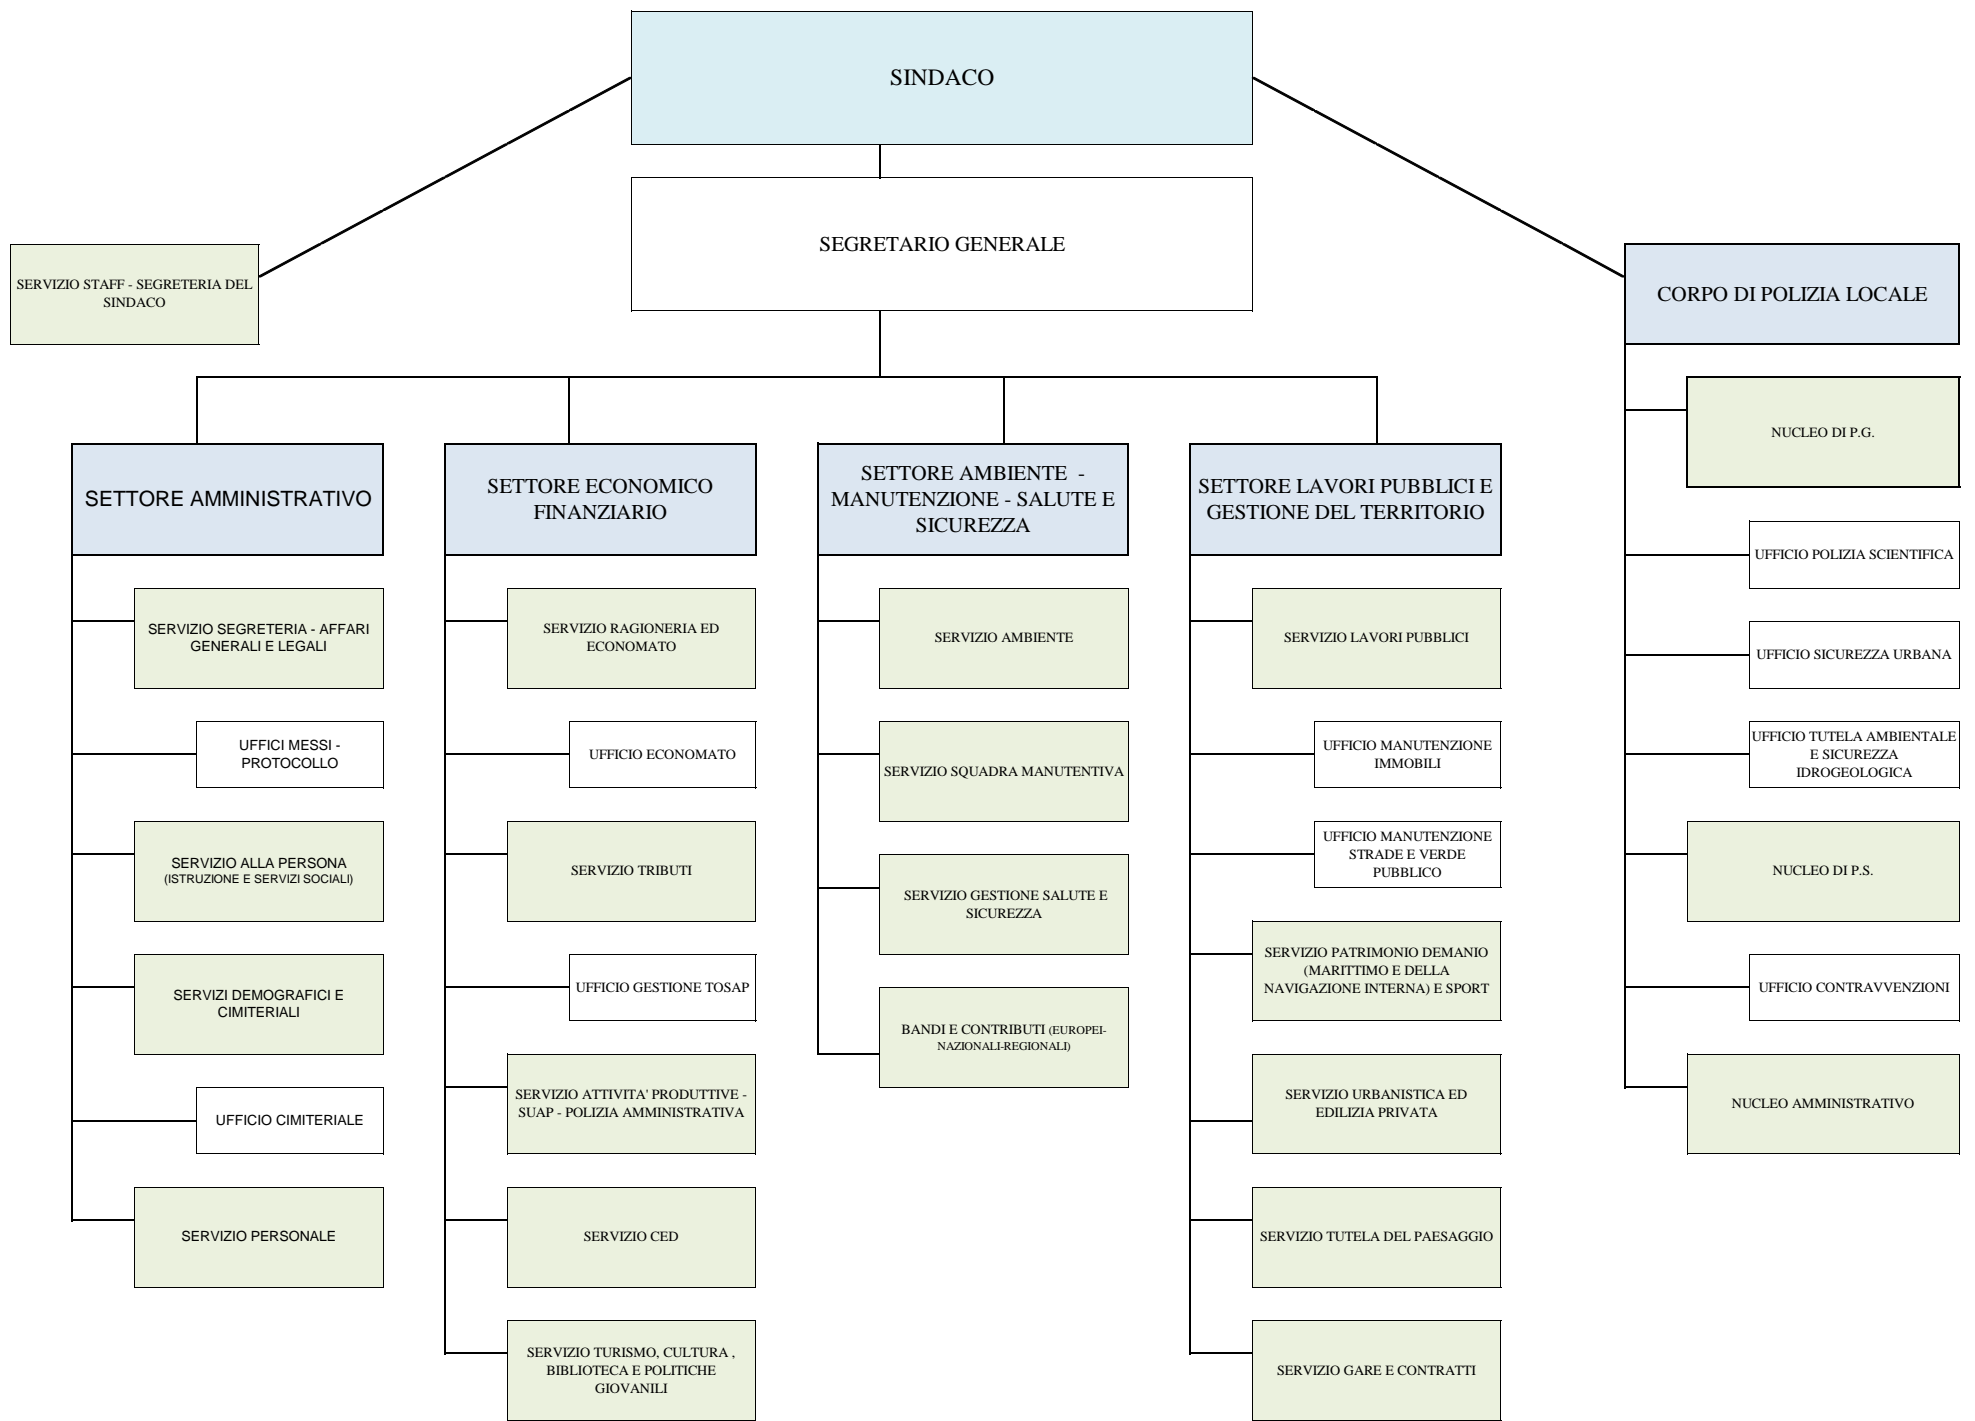 SINDACO
SEGRETARIO GENERALE
SERVIZIO STAFF - SEGRETERIA DEL
SINDACO
CORPO DI POLIZIA LOCALE
SETTORE AMMINISTRATIVO
SERVIZIO SEGRETERIA - AFFARI
GENERALI E LEGALI
UFFICI MESSI -
PROTOCOLLO
SERVIZIO ALLA PERSONA
(ISTRUZIONE E SERVIZI SOCIALI)
SERVIZI DEMOGRAFICI E
CIMITERIALI
UFFICIO CIMITERIALE
SERVIZIO PERSONALE
SETTORE ECONOMICO
FINANZIARIO
SERVIZIO RAGIONERIA ED
ECONOMATO
UFFICIO ECONOMATO
SERVIZIO TRIBUTI
UFFICIO GESTIONE TOSAP
SERVIZIO ATTIVITA' PRODUTTIVE -
SUAP - POLIZIA AMMINISTRATIVA
SERVIZIO CED
SERVIZIO TURISMO, CULTURA ,
BIBLIOTECA E POLITICHE
GIOVANILI
SETTORE AMBIENTE -
MANUTENZIONE - SALUTE E
SICUREZZA
SERVIZIO AMBIENTE
SERVIZIO SQUADRA MANUTENTIVA
SERVIZIO GESTIONE SALUTE E
SICUREZZA
BANDI E CONTRIBUTI (EUROPEI-
NAZIONALI-REGIONALI)
SETTORE LAVORI PUBBLICI E
GESTIONE DEL TERRITORIO
SERVIZIO LAVORI PUBBLICI
UFFICIO MANUTENZIONE
IMMOBILI
UFFICIO MANUTENZIONE
STRADE E VERDE
PUBBLICO
SERVIZIO PATRIMONIO DEMANIO
(MARITTIMO E DELLA
NAVIGAZIONE INTERNA) E SPORT
SERVIZIO URBANISTICA ED
EDILIZIA PRIVATA
SERVIZIO TUTELA DEL PAESAGGIO
SERVIZIO GARE E CONTRATTI
NUCLEO DI P.G.
UFFICIO POLIZIA SCIENTIFICA
UFFICIO SICUREZZA URBANA
UFFICIO TUTELA AMBIENTALE
E SICUREZZA
IDROGEOLOGICA
NUCLEO DI P.S.
UFFICIO CONTRAVVENZIONI
NUCLEO AMMINISTRATIVO